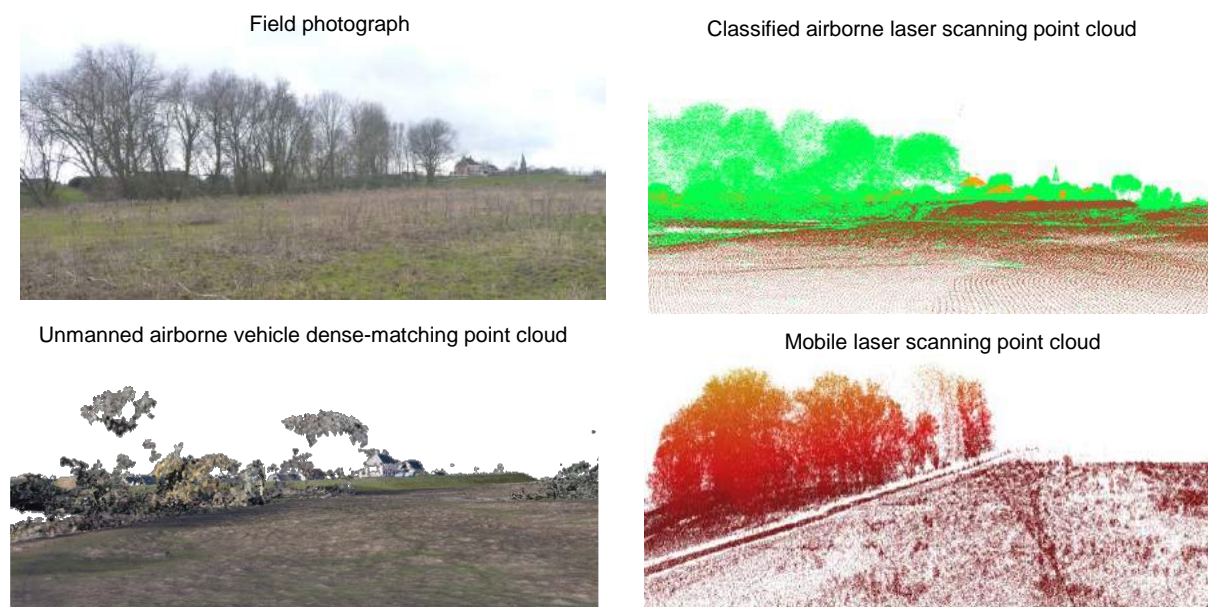 Field photograph
Classified airborne laser scanning point cloud
Unmanned airborne vehicle dense-matching point cloud
Mobile laser scanning point cloud